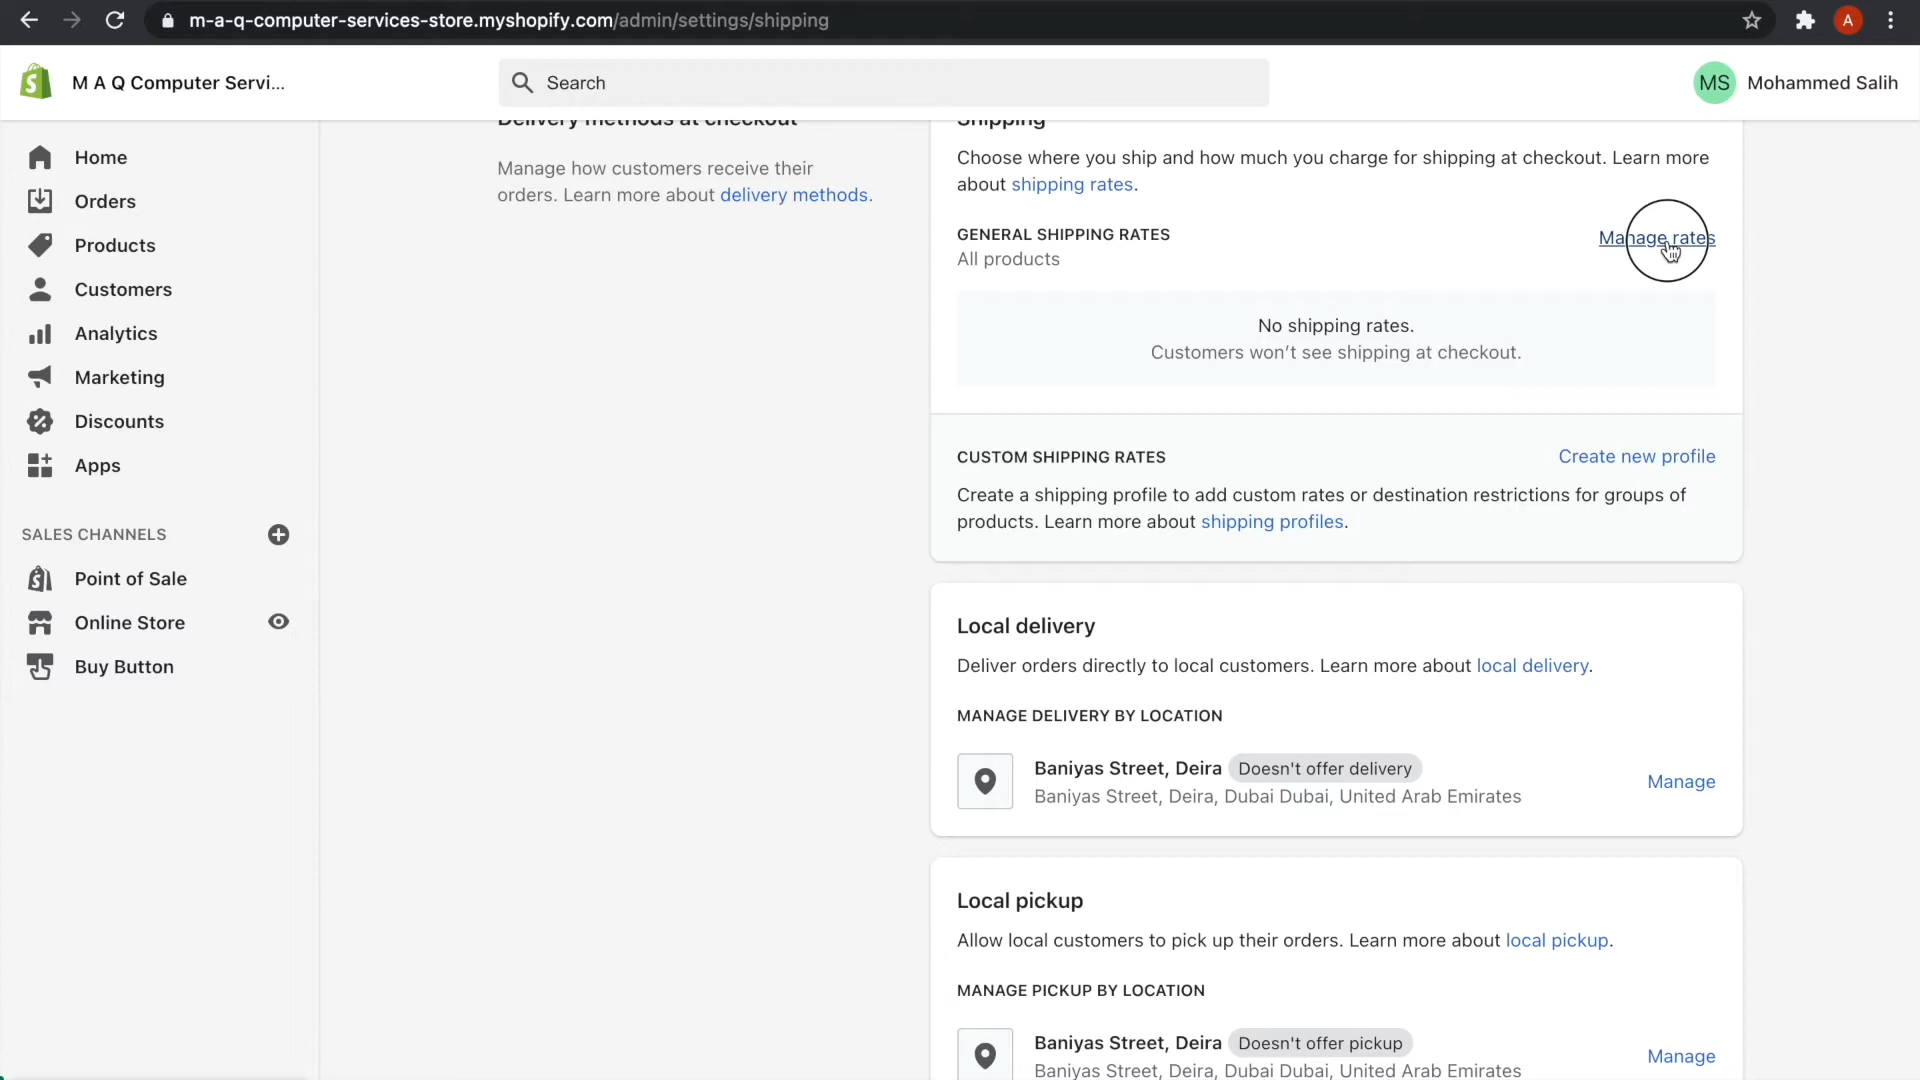 m-a-q-computer-services-store.myshopify.com/admin/settings/shipping
A
M A Q Computer Servi...
Search
MS
Mohammed Salih
Home
Orders
Products
Customers
Analytics
Marketing
Discounts
Apps
SALES CHANNELS
Point of Sale
Online Store
Buy Button
Delivery methods at checkout
Manage how customers receive their
orders. Learn more about delivery methods.
Shipping
Choose where you ship and how much you charge for shipping at checkout. Learn more
about shipping rates.
GENERAL SHIPPING RATES
Manage rates
All products
No shipping rates.
Customers won't see shipping at checkout.
CUSTOM SHIPPING RATES
Create new profile
Create a shipping profile to add custom rates or destination restrictions for groups of
products. Learn more about shipping profiles.
Local delivery
Deliver orders directly to local customers. Learn more about local delivery.
MANAGE DELIVERY BY LOCATION
Baniyas Street, Deira Doesn't offer delivery
Baniyas Street, Deira, Dubai Dubai, United Arab Emirates
Manage
Local pickup
Allow local customers to pick up their orders. Learn more about local pickup.
MANAGE PICKUP BY LOCATION
Baniyas Street, Deira Doesn't offer pickup
Baniyas Street, Deira, Dubai Dubai, United Arab Emirates
Manage